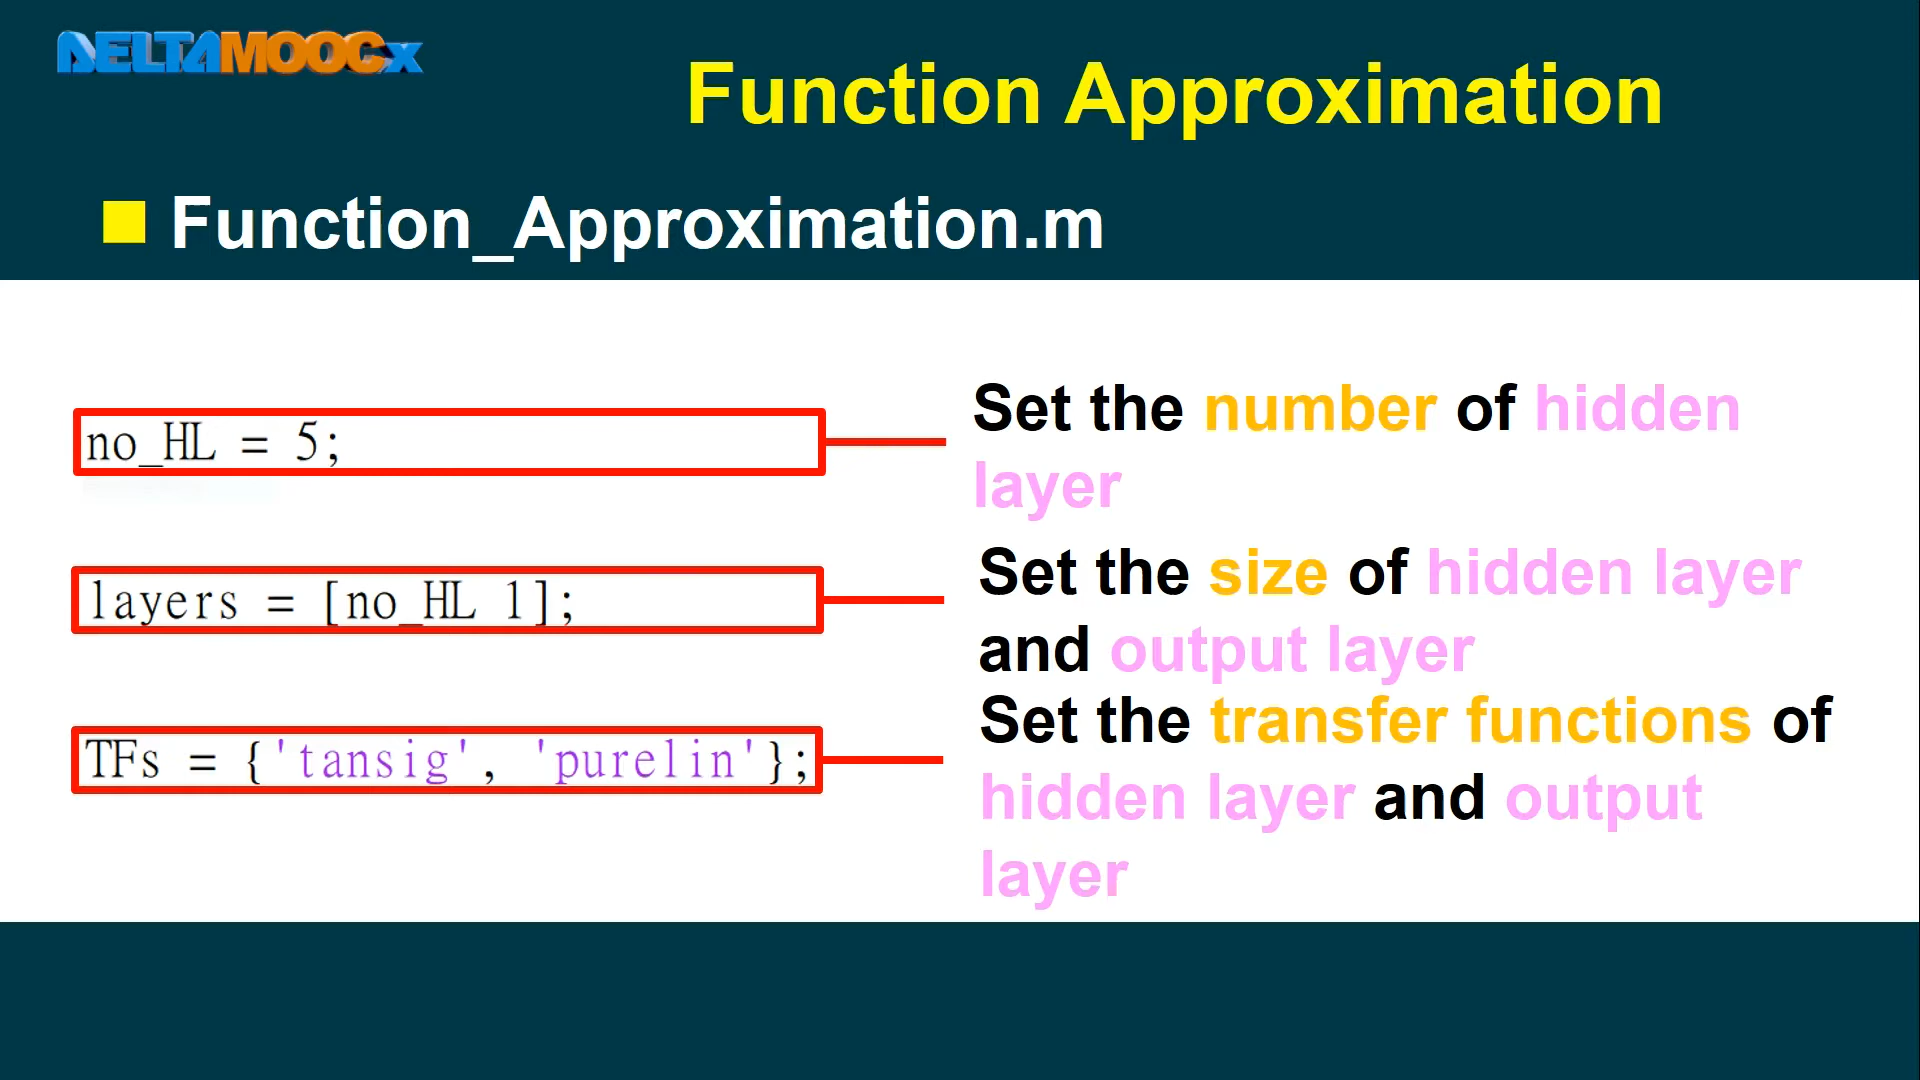 DELTAMOOCx
Function Approximation
Function_Approximation.m
no_HL = 5;
Set the number of hidden
layer
layers = [no_HL 1];
Set the size of hidden layer
and output layer
TFs = {'tansig', 'purelin'};
Set the transfer functions of
hidden layer and output
layer